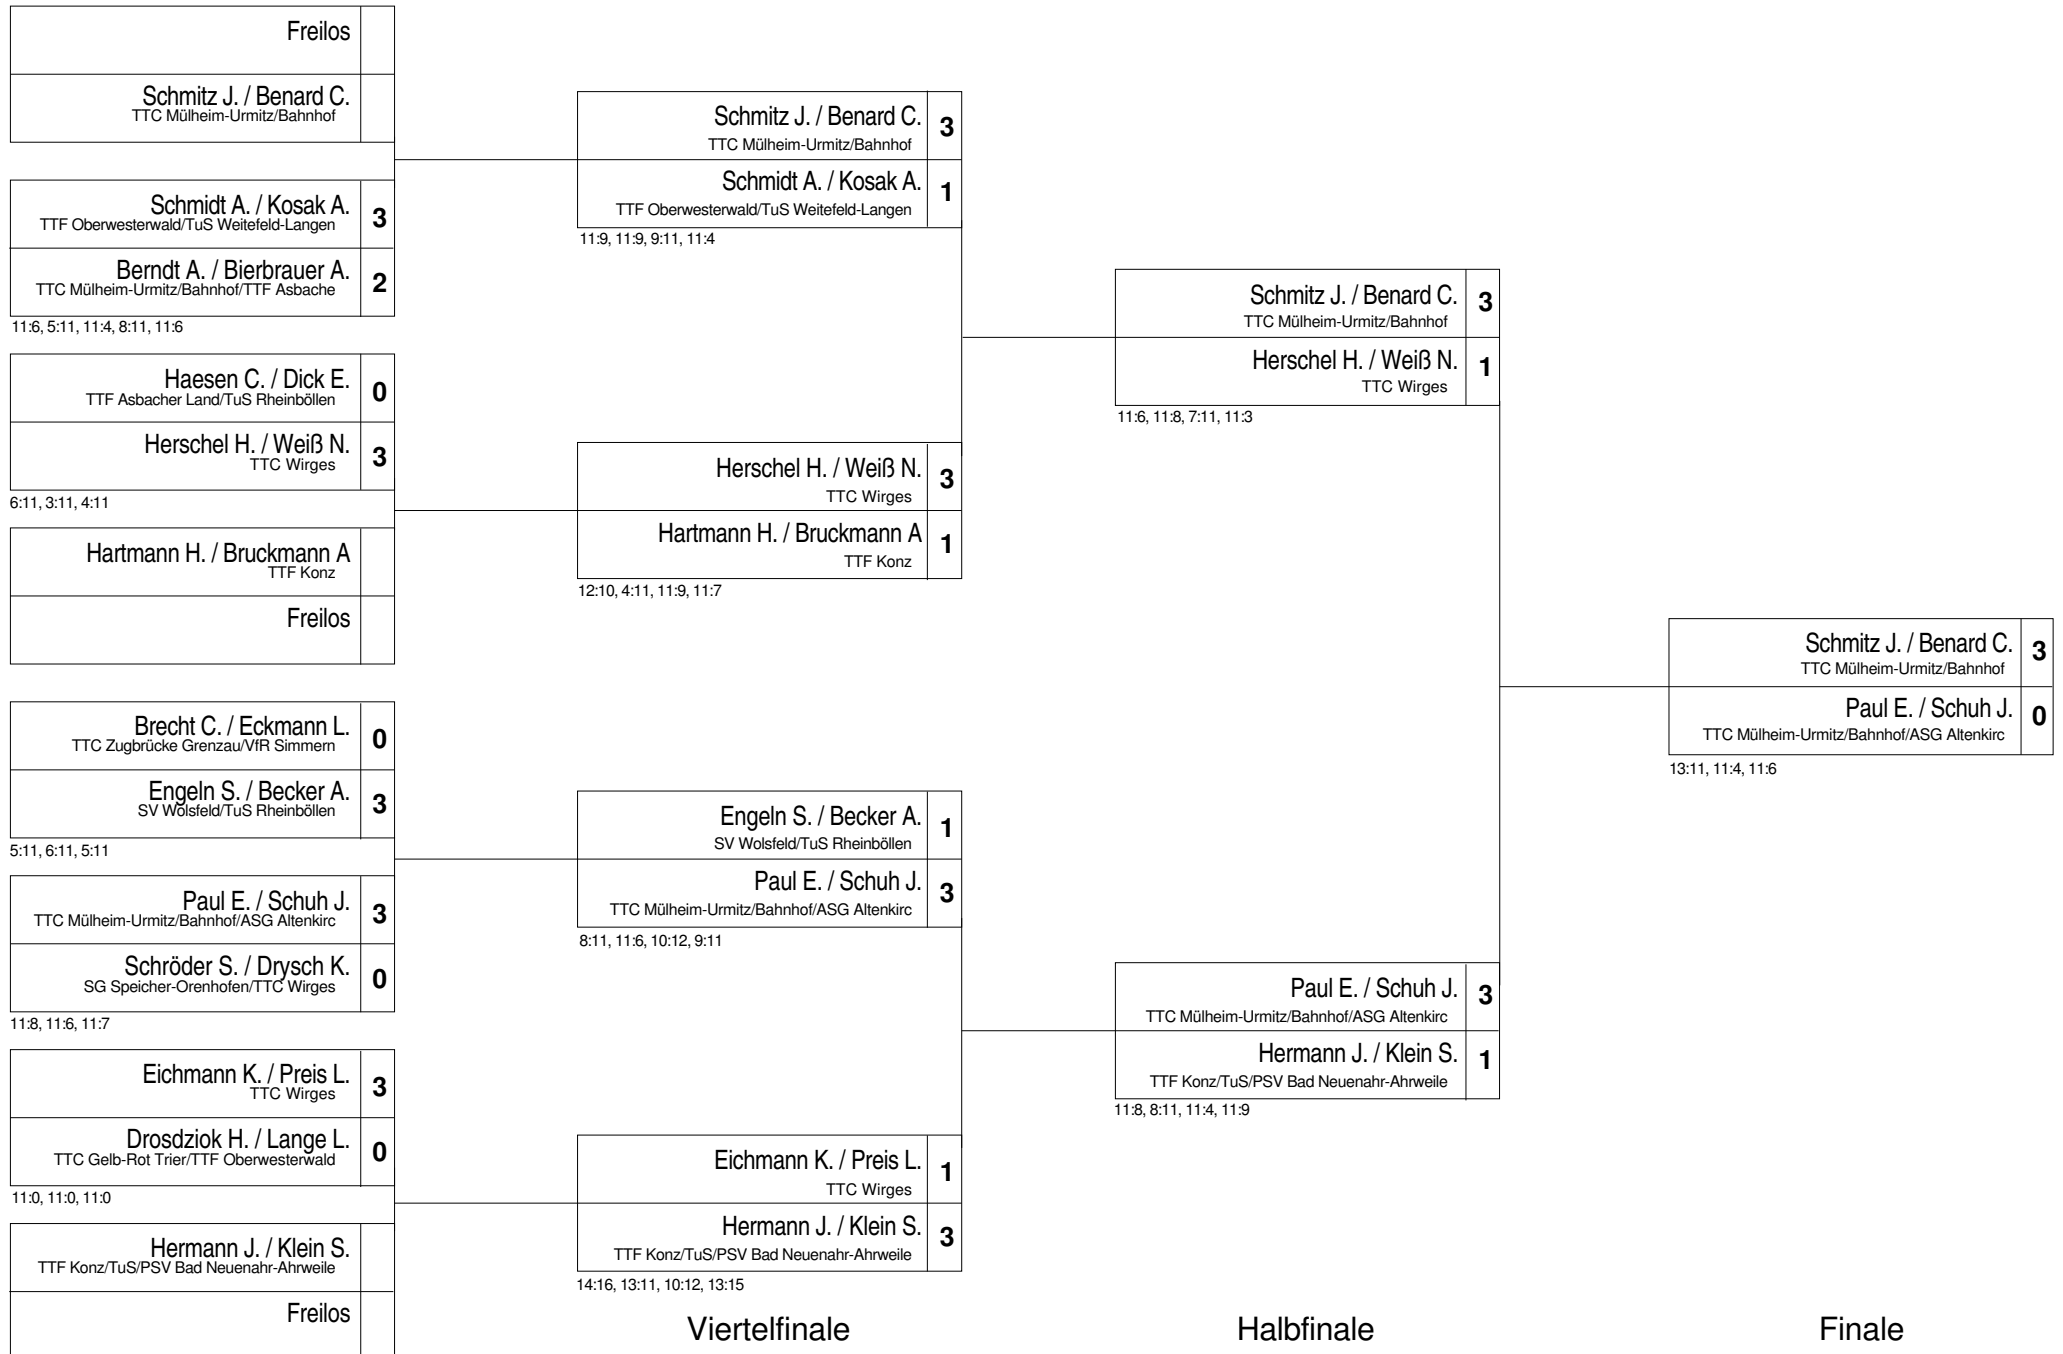 Freilos
Schmitz J. / Benard C.
TTC Mülheim-Urmitz/Bahnhof
Schmidt A. / Kosak A.
3
TTF Oberwesterwald/TuS Weitefeld-Langen
Berndt A. / Bierbrauer A.
2
TTC Mülheim-Urmitz/Bahnhof/TTF Asbache
11:6, 5:11, 11:4, 8:11, 11:6
Haesen C. / Dick E.
0
TTF Asbacher Land/TuS Rheinböllen
Herschel H. / Weiß N.
3
TTC Wirges
6:11, 3:11, 4:11
Hartmann H. / Bruckmann A
TTF Konz
Freilos
Brecht C. / Eckmann L.
0
TTC Zugbrücke Grenzau/VfR Simmern
Engeln S. / Becker A.
3
SV Wolsfeld/TuS Rheinböllen
5:11, 6:11, 5:11
Paul E. / Schuh J.
3
TTC Mülheim-Urmitz/Bahnhof/ASG Altenkirc
Schröder S. / Drysch K.
0
SG Speicher-Orenhofen/TTC Wirges
11:8, 11:6, 11:7
Eichmann K. / Preis L.
3
TTC Wirges
Drosdziok H. / Lange L.
0
TTC Gelb-Rot Trier/TTF Oberwesterwald
11:0, 11:0, 11:0
Hermann J. / Klein S.
TTF Konz/TuS/PSV Bad Neuenahr-Ahrweile
Freilos
Schmitz J. / Benard C.
3
TTC Mülheim-Urmitz/Bahnhof
Schmidt A. / Kosak A.
1
TTF Oberwesterwald/TuS Weitefeld-Langen
11:9, 11:9, 9:11, 11:4
Herschel H. / Weiß N.
3
TTC Wirges
Hartmann H. / Bruckmann A
1
TTF Konz
12:10, 4:11, 11:9, 11:7
Engeln S. / Becker A.
1
SV Wolsfeld/TuS Rheinböllen
Paul E. / Schuh J.
3
TTC Mülheim-Urmitz/Bahnhof/ASG Altenkirc
8:11, 11:6, 10:12, 9:11
Eichmann K. / Preis L.
1
TTC Wirges
Hermann J. / Klein S.
3
TTF Konz/TuS/PSV Bad Neuenahr-Ahrweile
14:16, 13:11, 10:12, 13:15
Viertelfinale
Schmitz J. / Benard C.
3
TTC Mülheim-Urmitz/Bahnhof
Herschel H. / Weiß N.
1
TTC Wirges
11:6, 11:8, 7:11, 11:3
Paul E. / Schuh J.
3
TTC Mülheim-Urmitz/Bahnhof/ASG Altenkirc
Hermann J. / Klein S.
1
TTF Konz/TuS/PSV Bad Neuenahr-Ahrweile
11:8, 8:11, 11:4, 11:9
Halbfinale
Schmitz J. / Benard C.
3
TTC Mülheim-Urmitz/Bahnhof
Paul E. / Schuh J.
0
TTC Mülheim-Urmitz/Bahnhof/ASG Altenkirc
13:11, 11:4, 11:6
Finale